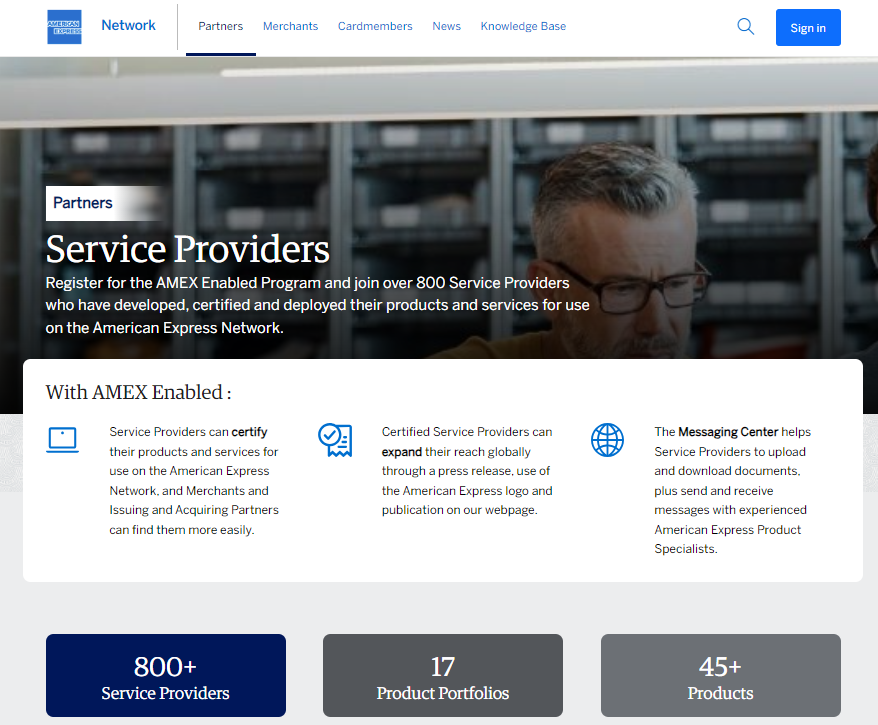 AMERICAN
EXPRESS
Network
Partners
Merchants
Cardmembers
News
Knowledge Base
Sign in
Partners
Service Providers
Register for the AMEX Enabled Program and join over 800 Service Providers
who have developed, certified and deployed their products and services for use
on the American Express Network.
With AMEX Enabled :
Service Providers can certify
their products and services for
use on the American Express
Network, and Merchants and
Issuing and Acquiring Partners
can find them more easily.
Certified Service Providers can
expand their reach globally
through a press release, use of
the American Express logo and
publication on our webpage.
The Messaging Center helps
Service Providers to upload
and download documents,
plus send and receive
messages with experienced
American Express Product
Specialists.
800+
Service Providers
17
Product Portfolios
45+
Products